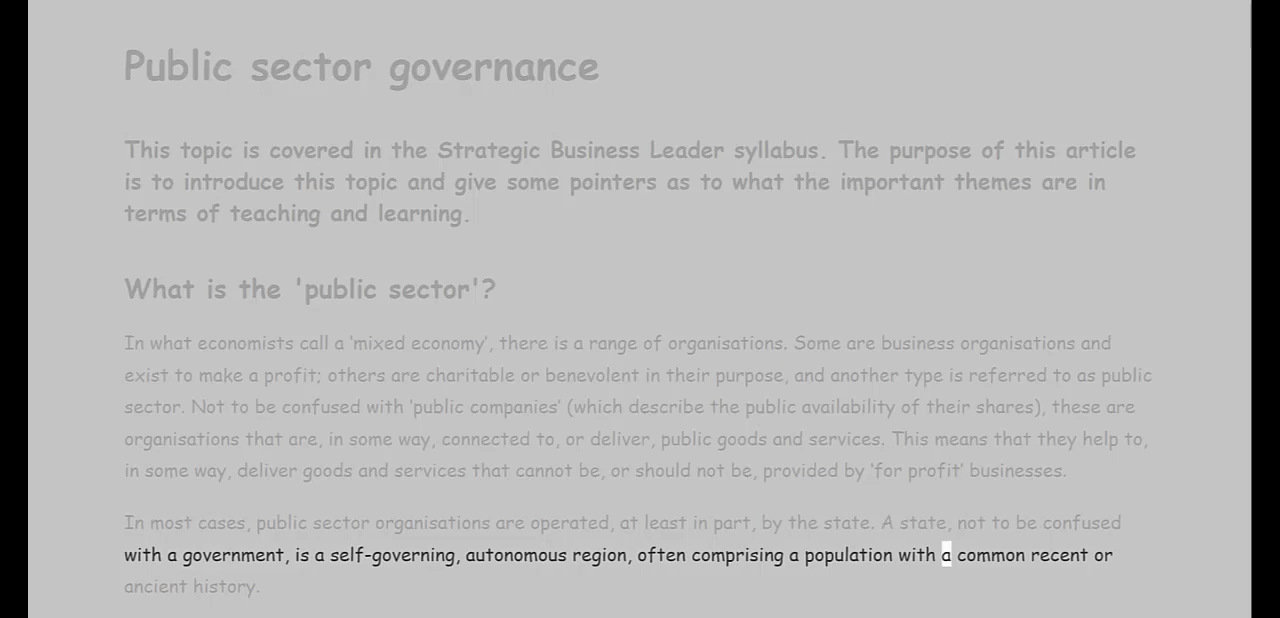 Public sector governance
This topic is covered in the Strategic Business Leader syllabus. The purpose of this article
is to introduce this topic and give some pointers as to what the important themes are in
terms of teaching and learning.
What is the 'public sector'?
In what economists call a ‘mixed economy’, there is a range of organisations. Some are business organisations and
exist to make a profit; others are charitable or benevolent in their purpose, and another type is referred to as public
sector. Not to be confused with ‘public companies’ (which describe the public availability of their shares), these are
organisations that are, in some way, connected to, or deliver, public goods and services. This means that they help to,
in some way, deliver goods and services that cannot be, or should not be, provided by ‘for profit’ businesses.
In most cases, public sector organisations are operated, at least in part, by the state. A state, not to be confused
with a government, is a self-governing, autonomous region, often comprising a population with a common recent or
ancient history.